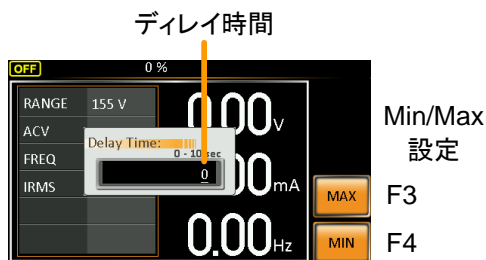 ディレイ時間
OFF 0 %
RANGE 155 V
ACV
FREQ
IRMS
0.00V
Delay Time:
0 - 10 sec
0
mA
0.00Hz
MAX
MIN
Min/Max
設定
F3
F4